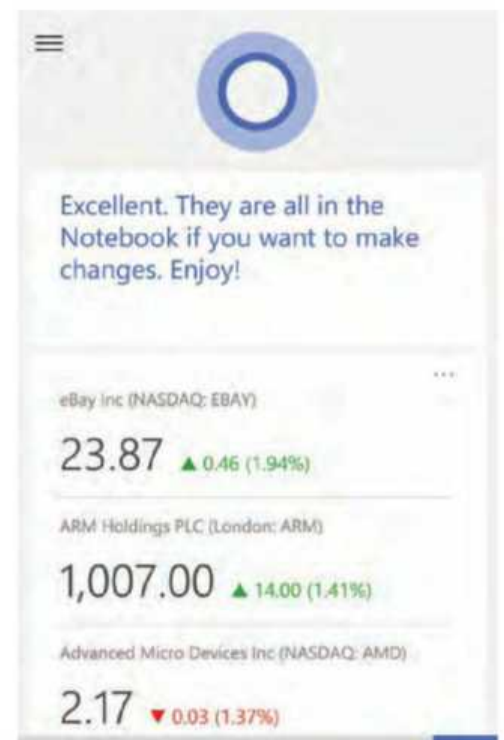 Excellent. They are all in the
Notebook if you want to make
changes. Enjoy!
...
eBay Inc (NASDAQ: EBAY)
23.87 ▲ 0.46 (1.94%)
ARM Holdings PLC (London: ARM)
1,007.00 ▲ 14.00 (1.41%)
Advanced Micro Devices Inc (NASDAQ: AMD)
2.17 ▼ 0.03 (1.37%)